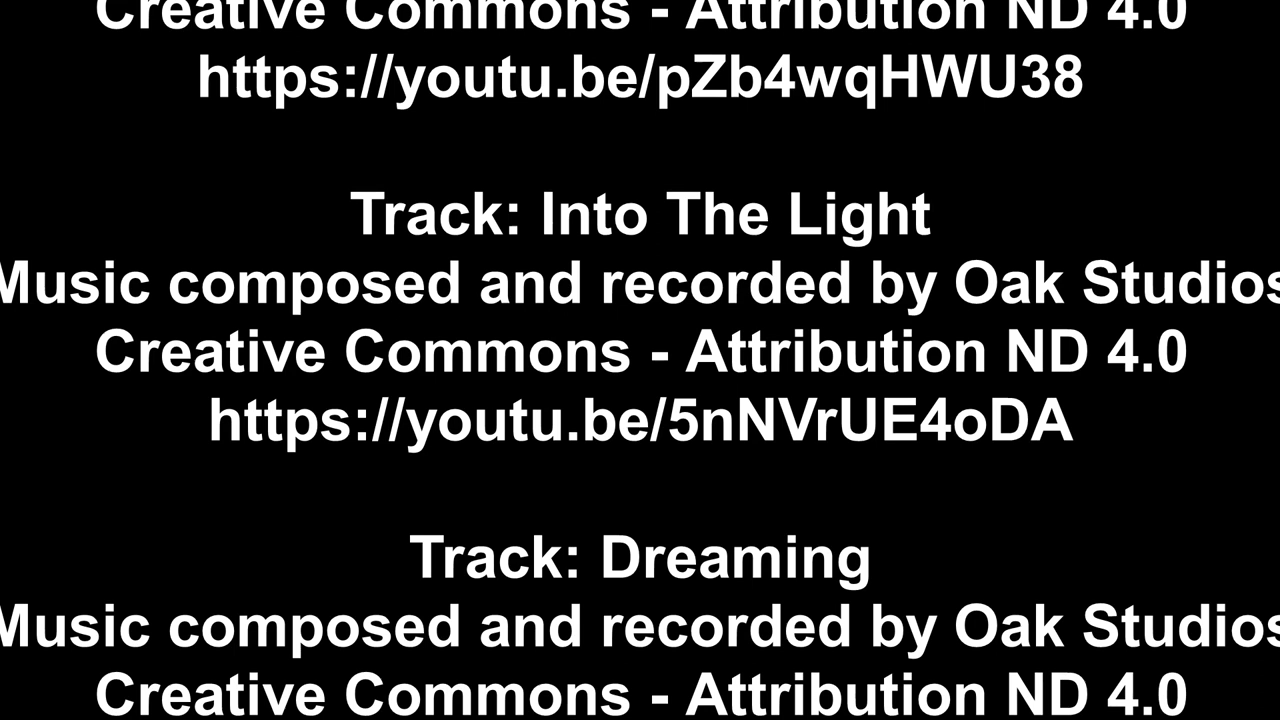 Creative Commons - Attribution ND 4.0
https://youtu.be/pZb4wqHWU38
Track: Into The Light
Music composed and recorded by Oak Studios
Creative Commons - Attribution ND 4.0
https://youtu.be/5nNVrUE4oDA
Track: Dreaming
Music composed and recorded by Oak Studios
Creative Commons - Attribution ND 4.0